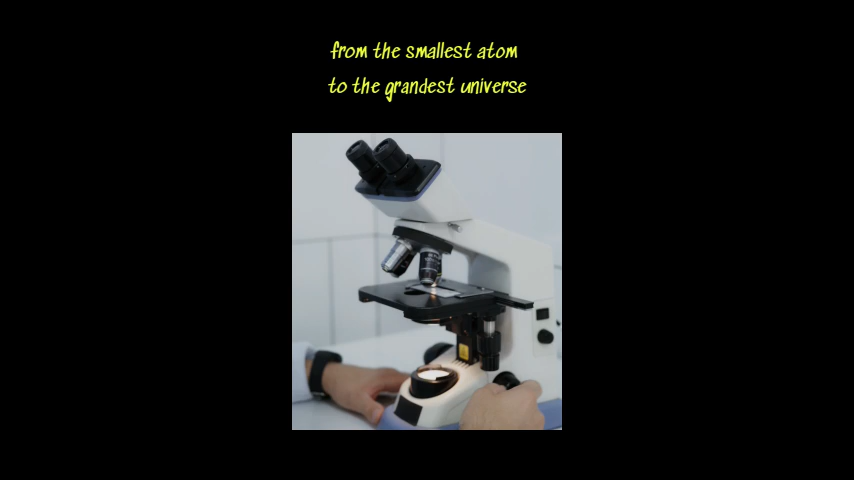 from the smallest atom
to the grandest universe